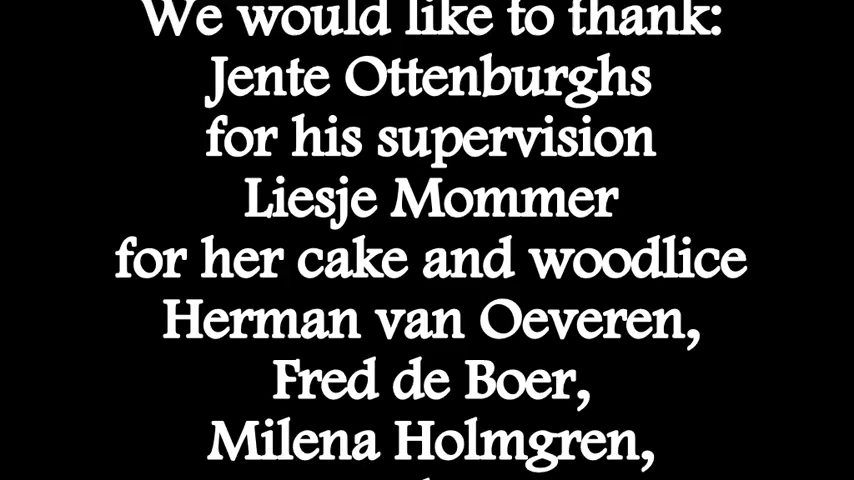 We would like to thank:
Jente Ottenburghs
for his supervision
Liesje Mommer
for her cake and woodlice
Herman van Oeveren,
Fred de Boer,
Milena Holmgren,